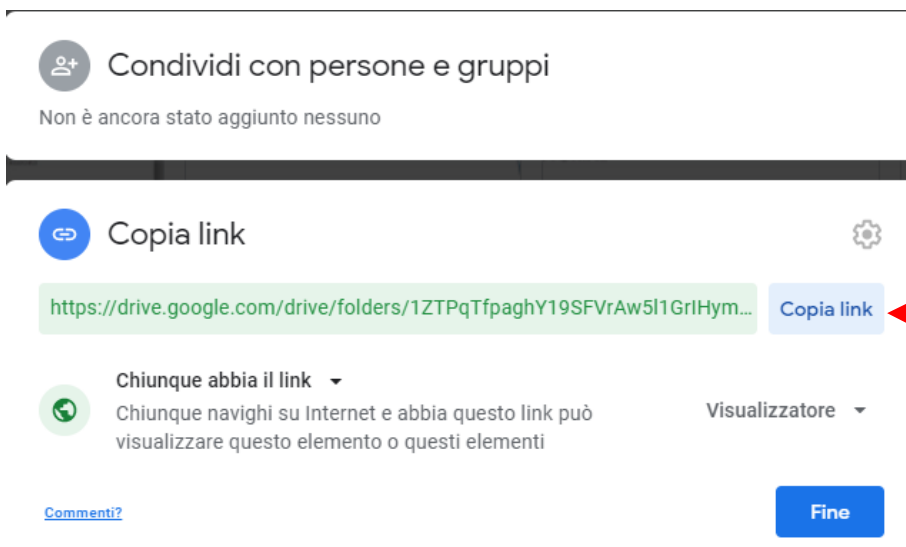 Condividi con persone e gruppi
Non è ancora stato aggiunto nessuno
Copia link
https://drive.google.com/drive/folders/1ZTPqTfpaghY19SFVrAw5l1GrIHym... Copia link
Chiunque abbia il link
Chiunque navighi su Internet e abbia questo link può
visualizzare questo elemento o questi elementi
Visualizzatore
Commenti?
Fine